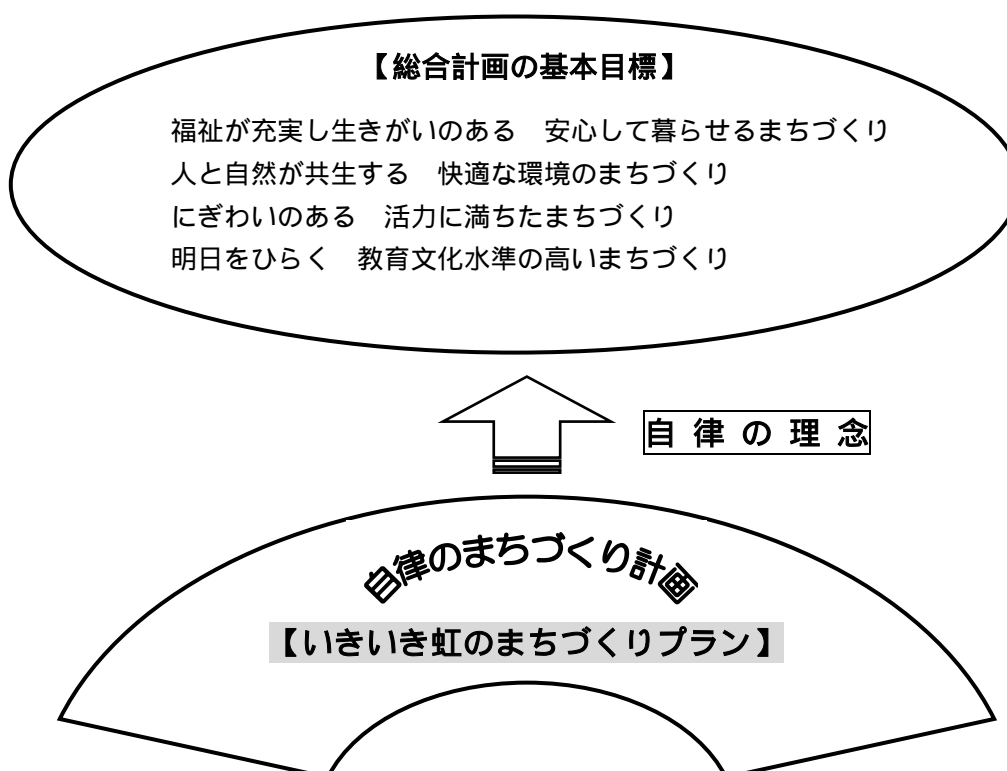 【総合計画の基本目標】
福祉が充実し生きがいのある　安心して暮らせるまちづくり
人と自然が共生する　快適な環境のまちづくり
にぎわいのある　活力に満ちたまちづくり
明日をひらく　教育文化水準の高いまちづくり
自律の理念
自律のまちづくり計画
【いきいき虹のまちづくりプラン】